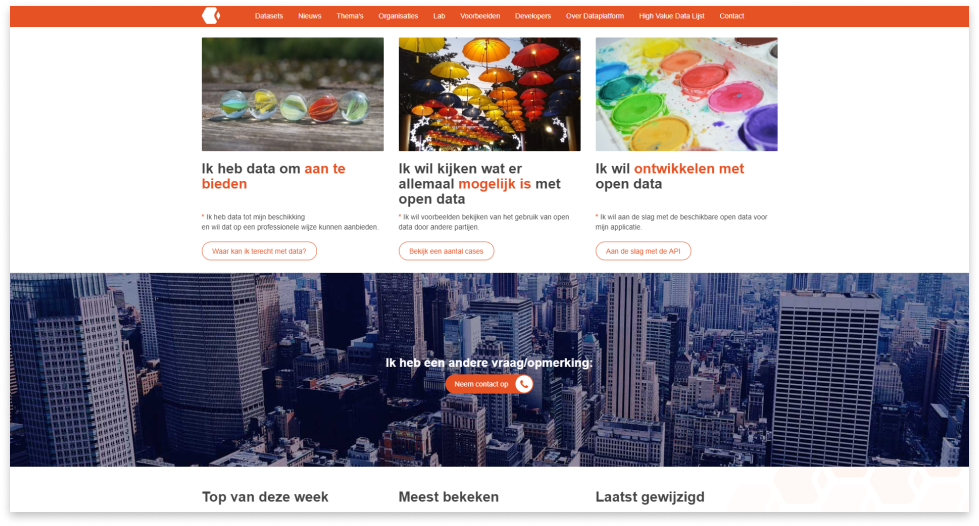 Datasets Nieuws Thema's Organisaties Lab Voorbeelden Developers Over Dataplatform High Value Data Lijst Contact
Ik heb data om aan te
bieden
* Ik heb data tot mijn beschikking
en wil dat op een professionele wijze kunnen aanbieden.
Waar kan ik terecht met data?
Ik wil kijken wat er
allemaal mogelijk is met
open data
* Ik wil voorbeelden bekijken van het gebruik van open
data door andere partijen.
Bekijk een aantal cases
Ik wil ontwikkelen met
open data
* Ik wil aan de slag met de beschikbare open data voor
mijn applicatie.
Aan de slag met de API
Ik heb een andere vraag/opmerking:
Neem contact op
Top van deze week
Meest bekeken
Laatst gewijzigd